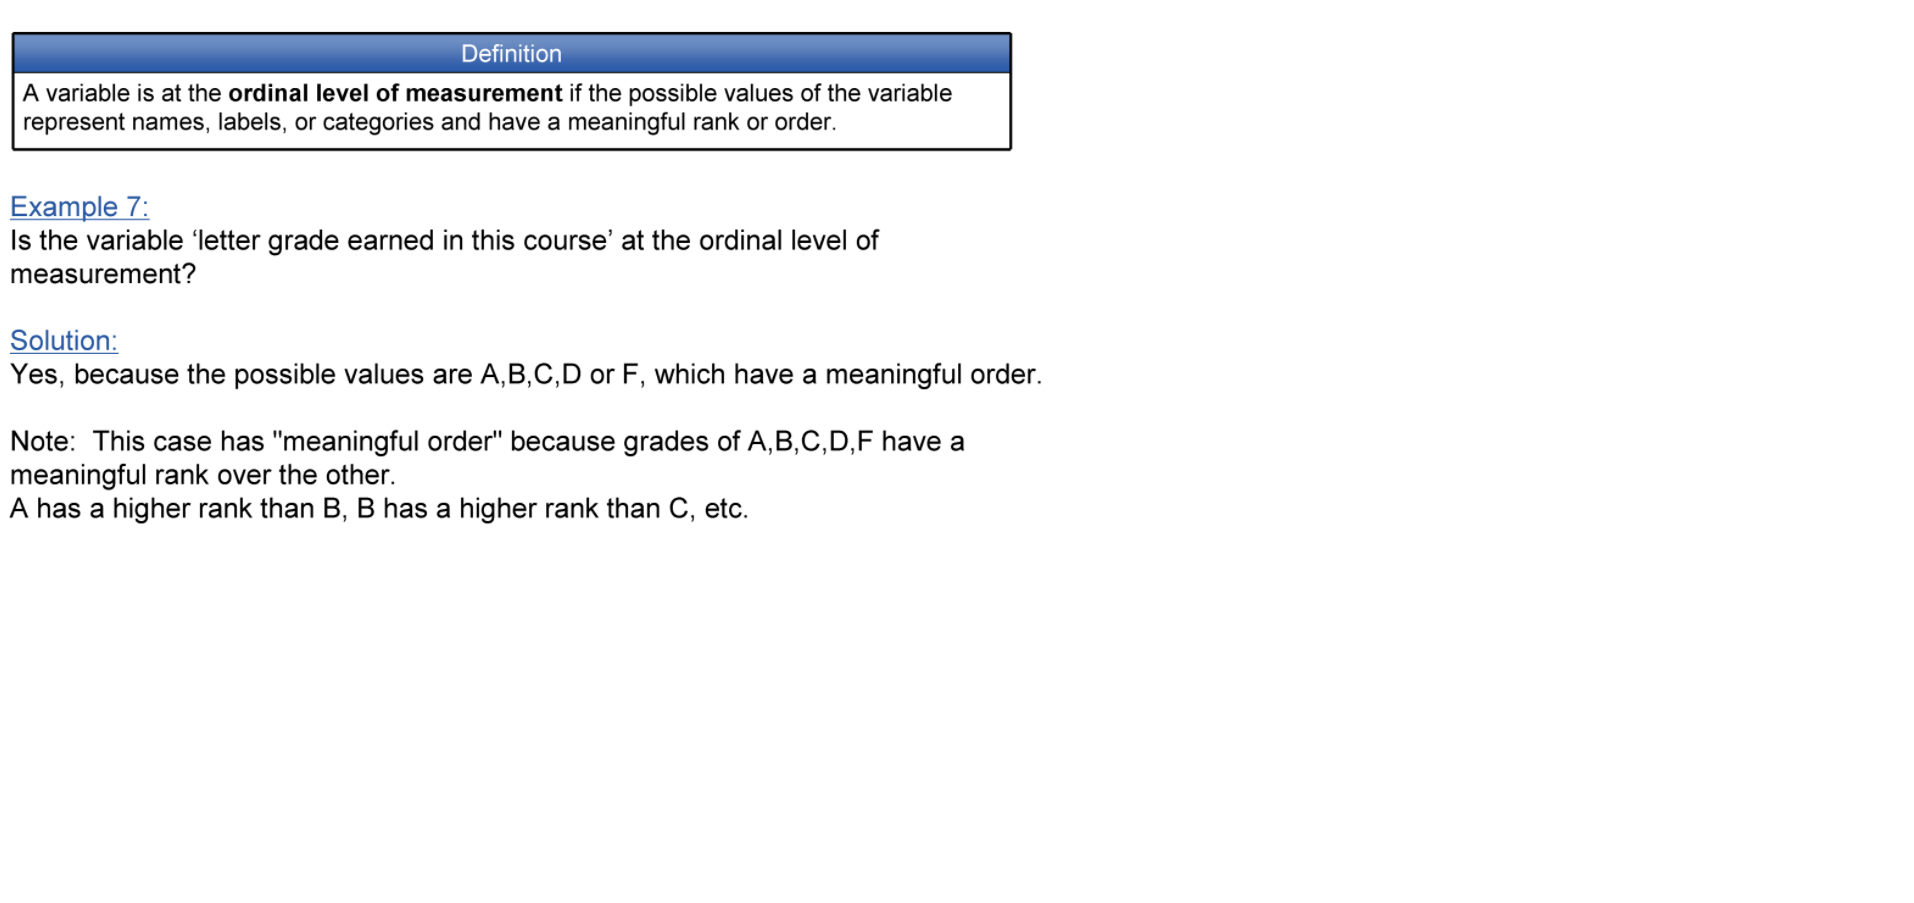 Definition
A variable is at the ordinal level of measurement if the possible values of the variable
represent names, labels, or categories and have a meaningful rank or order.
Example 7:
Is the variable ‘letter grade earned in this course’ at the ordinal level of
measurement?
Solution:
Yes, because the possible values are A,B,C,D or F, which have a meaningful order.
Note:  This case has "meaningful order" because grades of A,B,C,D,F have a
meaningful rank over the other.
A has a higher rank than B, B has a higher rank than C, etc.